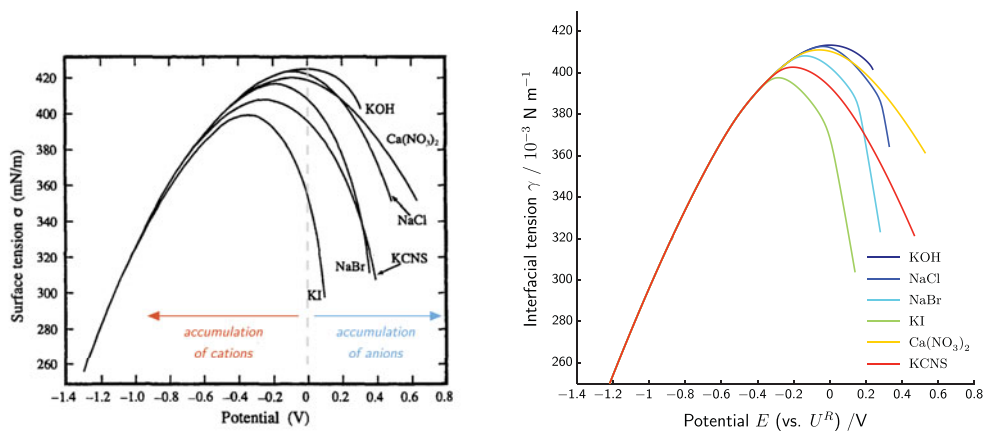 Surface tension σ (mN/m)
420
400
380
360
340
320
300
280
260
KOH
Ca(NO₃)₂
NaCl
KCNS
NaBr
KI
accumulation
of cations
accumulation
of anions
−1.4 −1.2 −1.0 −0.8 −0.6 −0.4 −0.2 0 0.2 0.4 0.6 0.8
Potential (V)
Interfacial tension γ / 10⁻³ N m⁻¹
420
400
380
360
340
320
300
280
260
KOH
NaCl
NaBr
KI
Ca(NO₃)₂
KCNS
−1.4 −1.2 −1 −0.8 −0.6 −0.4 −0.2 0 0.2 0.4 0.6 0.8
Potential E (vs. Uᴿ) /V